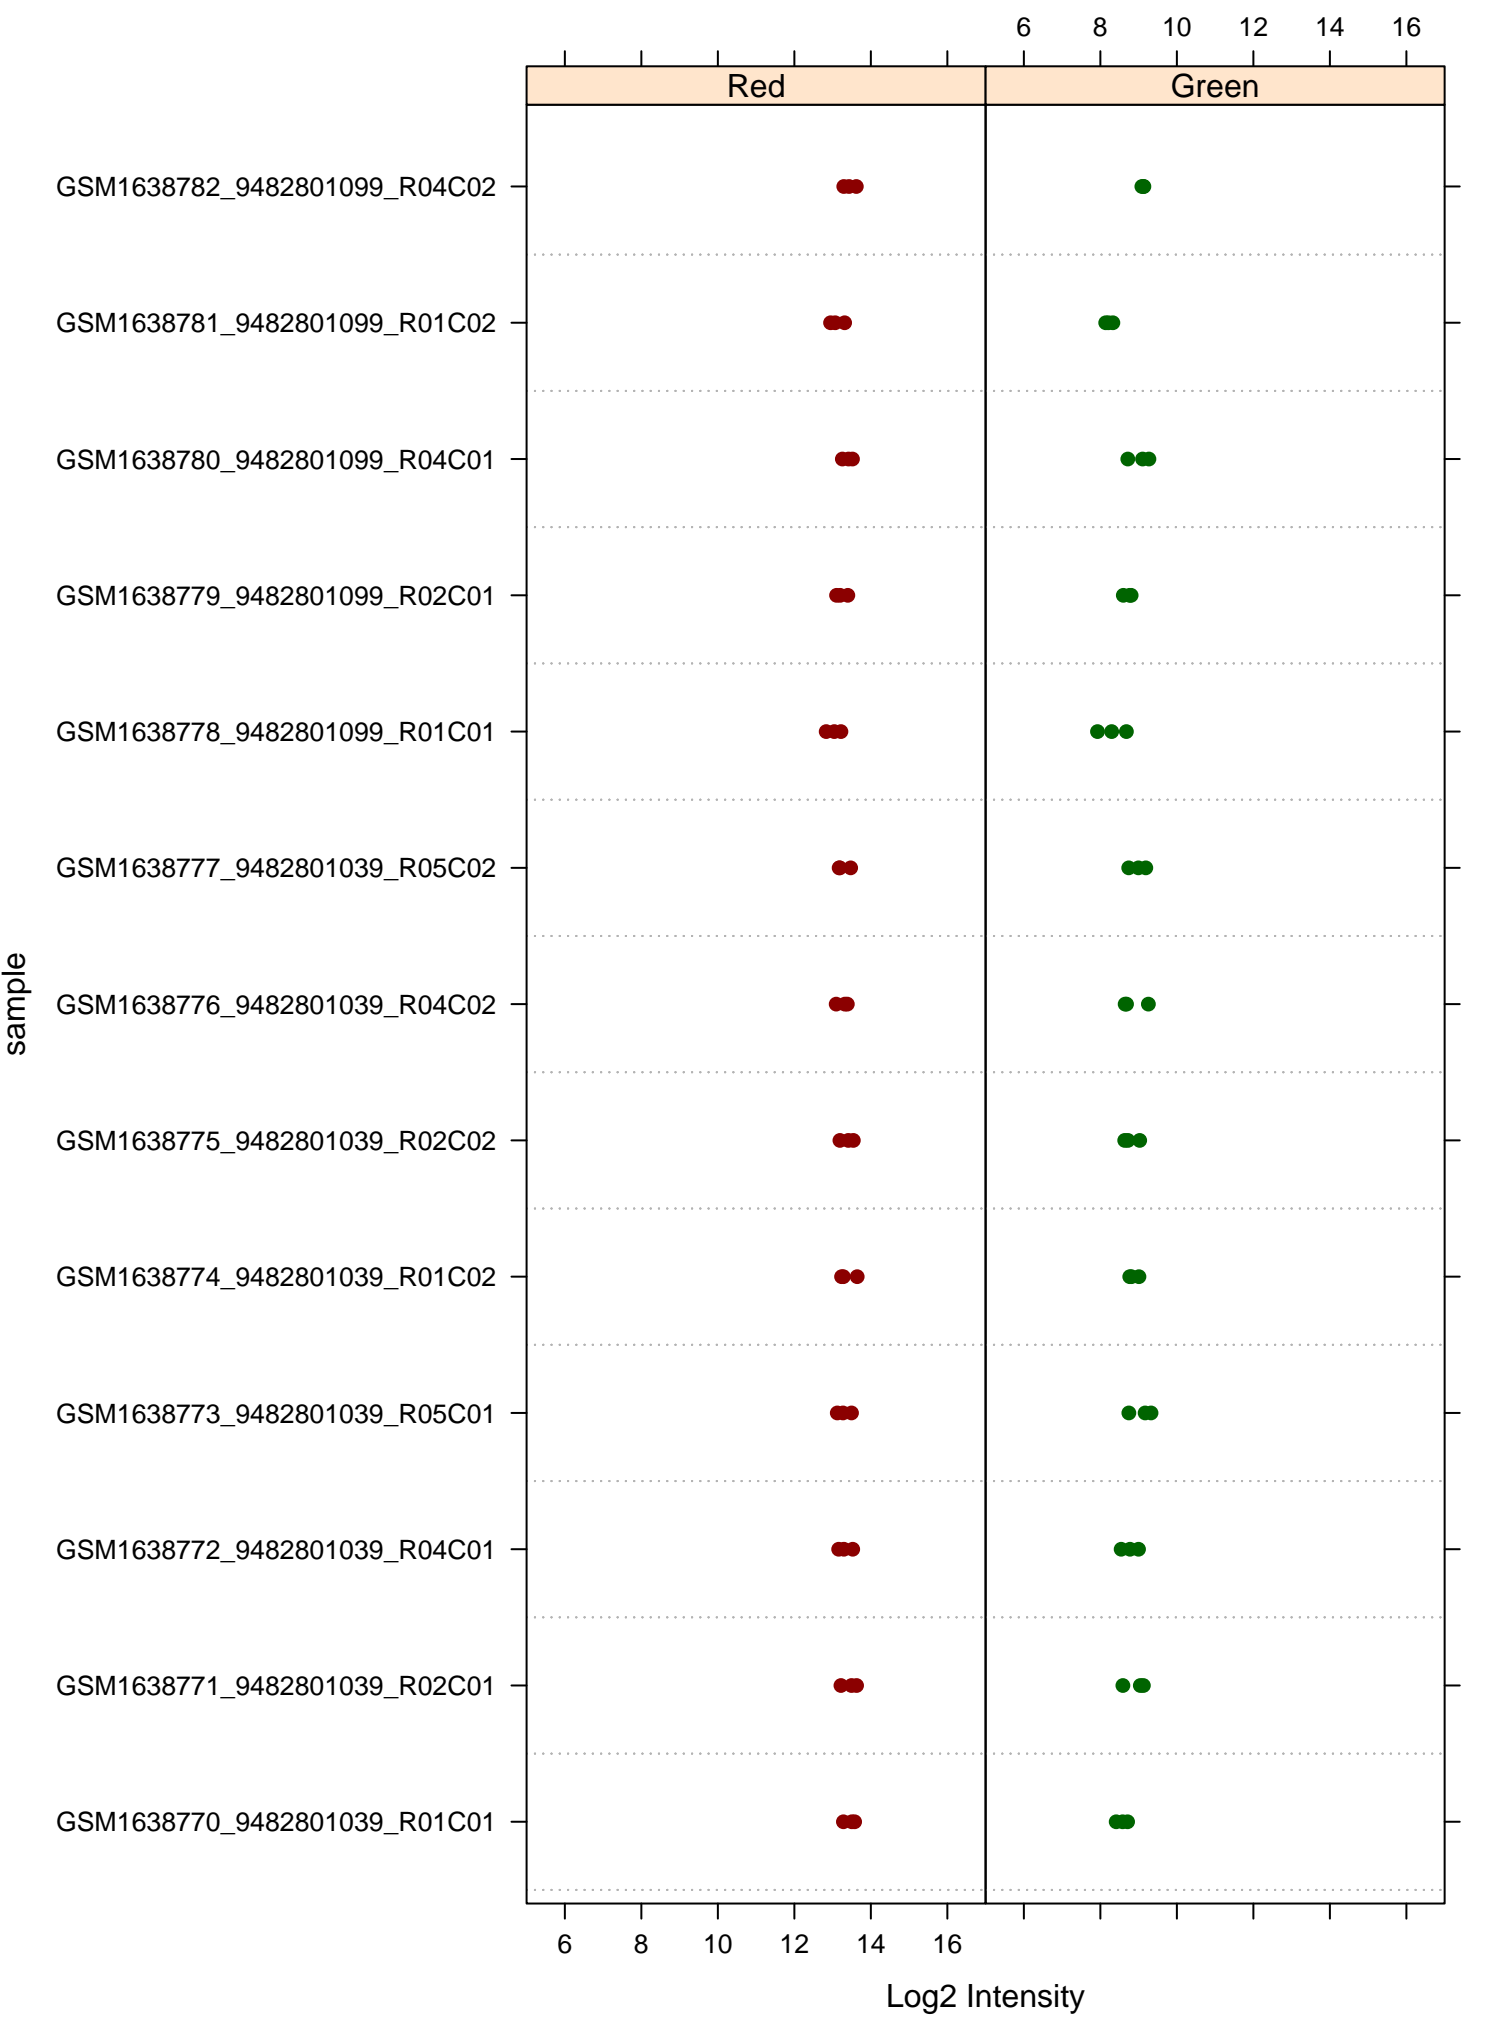 6 8 10 12 14 16
Red Green
GSM1638782_9482801099_R04C02
GSM1638781_9482801099_R01C02
GSM1638780_9482801099_R04C01
GSM1638779_9482801099_R02C01
GSM1638778_9482801099_R01C01
GSM1638777_9482801039_R05C02
GSM1638776_9482801039_R04C02
GSM1638775_9482801039_R02C02
GSM1638774_9482801039_R01C02
GSM1638773_9482801039_R05C01
GSM1638772_9482801039_R04C01
GSM1638771_9482801039_R02C01
GSM1638770_9482801039_R01C01
sample
6 8 10 12 14 16
Log2 Intensity